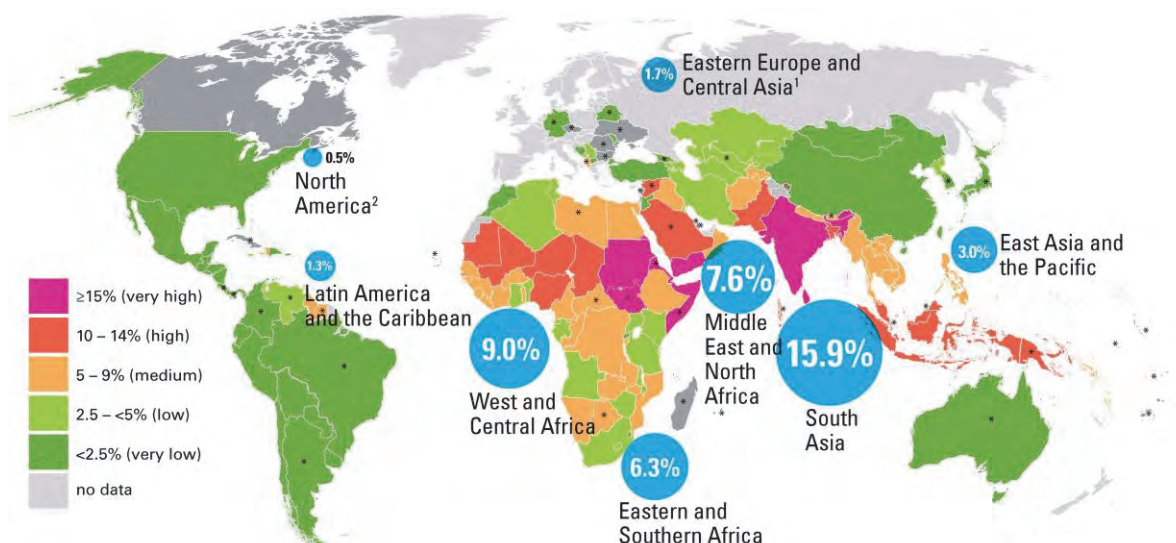 1.7%
Eastern Europe and
Central Asia¹
0.5%
North
America²
1.3%
Latin America
and the Caribbean
3.0%
East Asia and
the Pacific
7.6%
Middle
East and
North
Africa
9.0%
West and
Central Africa
15.9%
South
Asia
6.3%
Eastern and
Southern Africa
≥15% (very high)
10 – 14% (high)
5 – 9% (medium)
2.5 – <5% (low)
<2.5% (very low)
no data